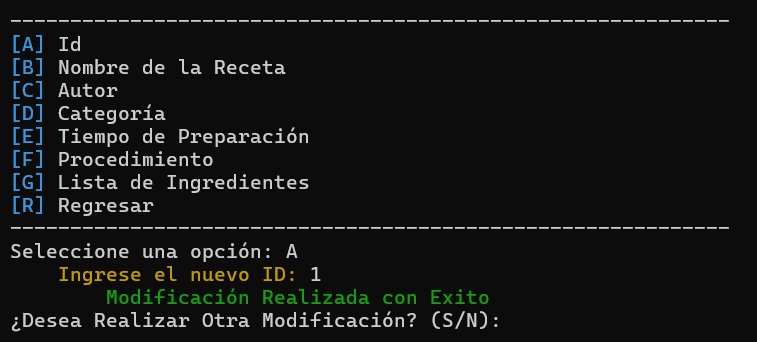 ------------------------------------------------------------
[A] Id
[B] Nombre de la Receta
[C] Autor
[D] Categoría
[E] Tiempo de Preparación
[F] Procedimiento
[G] Lista de Ingredientes
[R] Regresar
------------------------------------------------------------
Seleccione una opción: A
Ingrese el nuevo ID: 1
Modificación Realizada con Exito
¿Desea Realizar Otra Modificación? (S/N):